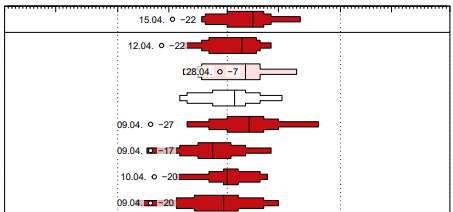 15.04. o −22
12.04. o −22
28.04. o −7
09.04. o −27
09.04. o −17
10.04. o −20
09.04. o −20